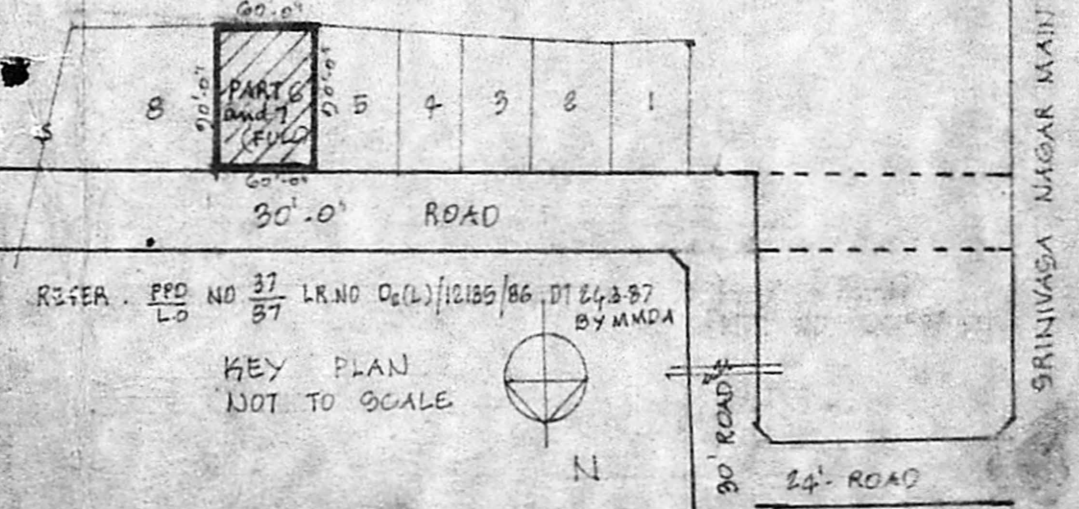 60'-0"
8
90'-0"
PART 6
and 7
(FULL)
90'-0"
5
4
3
2
1
S
60'-0"
30'-0" ROAD
SRINIVASA NAGAR MAIN
REFER. PPD/LO NO 37/87 LR.NO Dc(L)/12135/86 DT 24.3.87
BY MMDA
KEY PLAN
NOT TO SCALE
N
30' ROAD
24'- ROAD